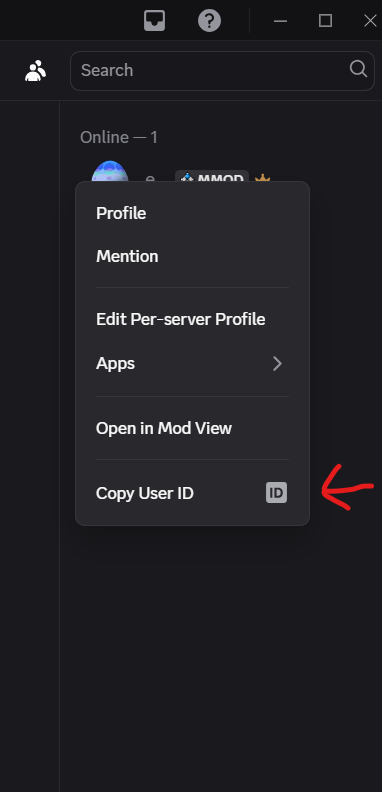 Search
Online — 1
MMOD
Profile
Mention
Edit Per-server Profile
Apps
Open in Mod View
Copy User ID
ID